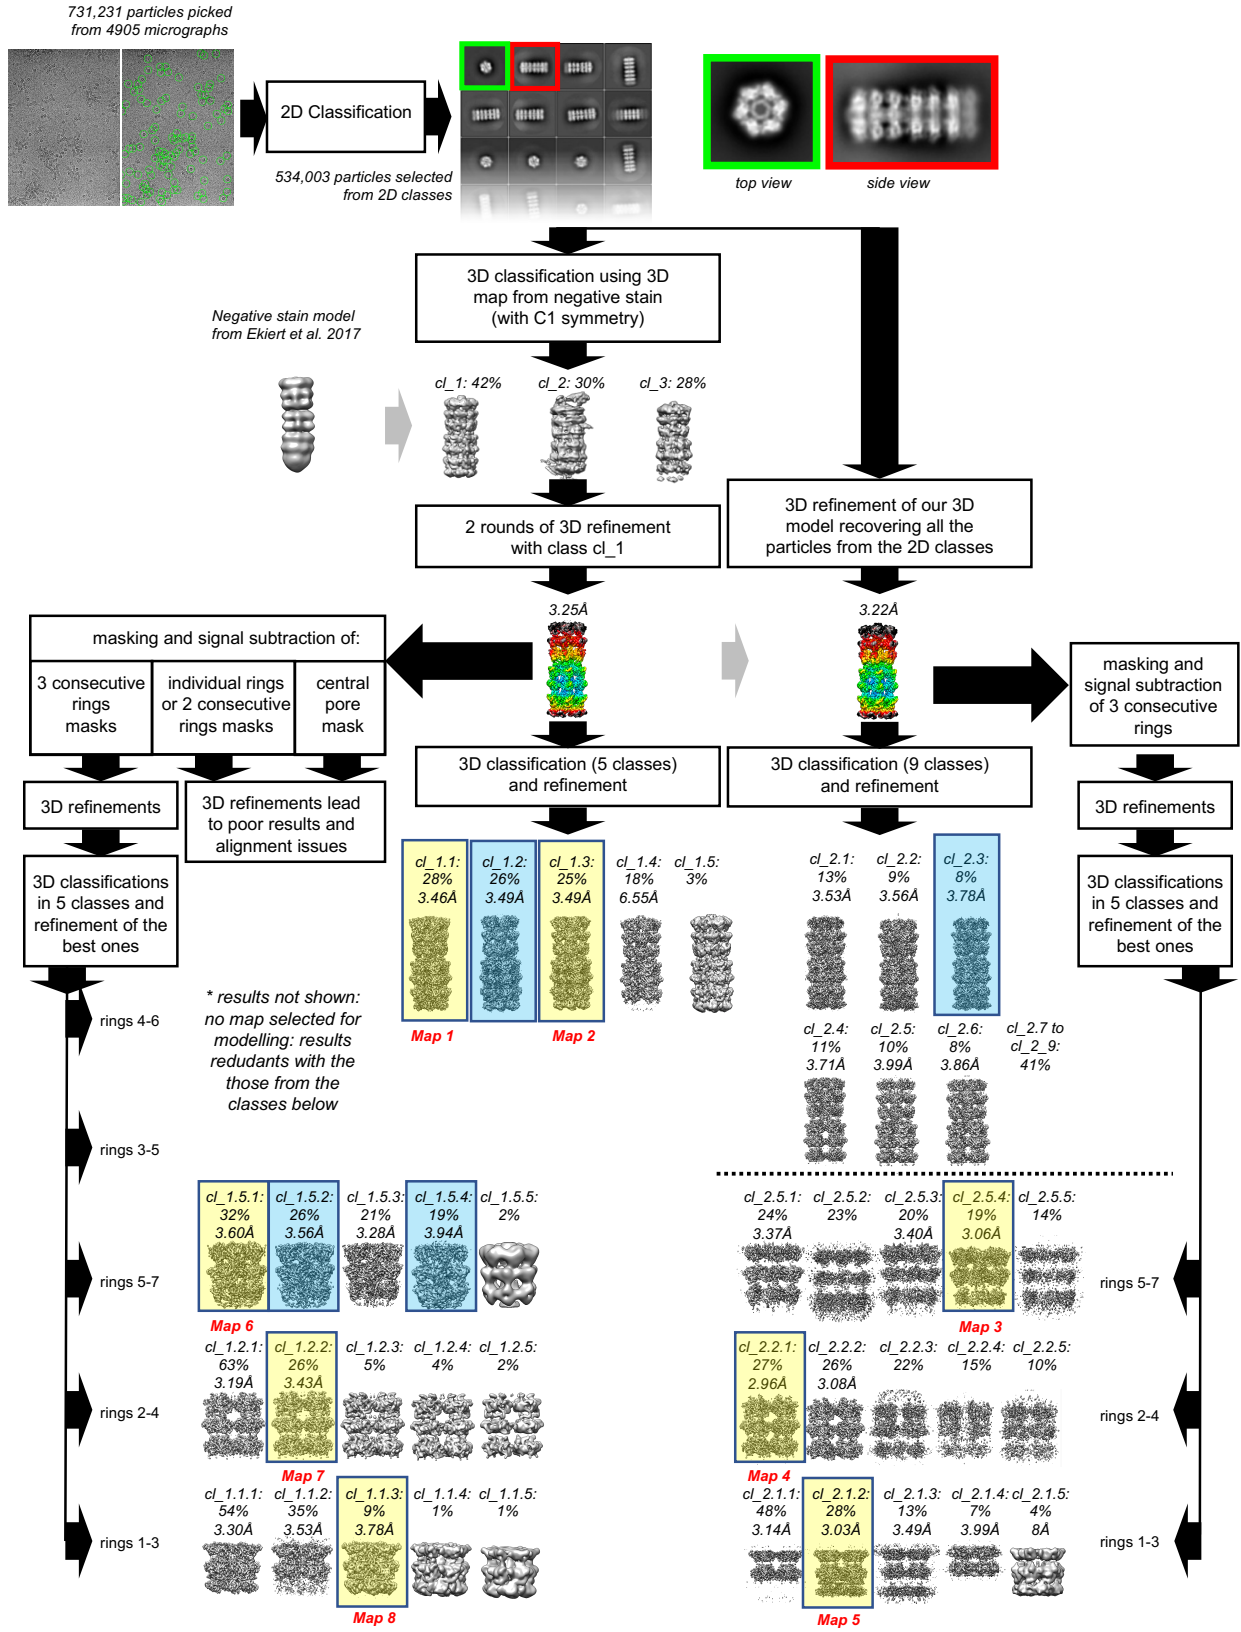 731,231 particles picked
from 4905 micrographs
2D Classification
534,003 particles selected
from 2D classes
top view
side view
3D classification using 3D
map from negative stain
(with C1 symmetry)
Negative stain model
from Ekiert et al. 2017
cl_1: 42%
cl_2: 30%
cl_3: 28%
2 rounds of 3D refinement
with class cl_1
3D refinement of our 3D
model recovering all the
particles from the 2D classes
3.25Å
3.22Å
masking and signal subtraction of:
3 consecutive
rings
masks
individual rings
or 2 consecutive
rings masks
central
pore
mask
masking and
signal subtraction
of 3 consecutive
rings
3D classification (5 classes)
and refinement
3D classification (9 classes)
and refinement
3D refinements
3D refinements lead
to poor results and
alignment issues
3D refinements
3D classifications
in 5 classes and
refinement of the
best ones
3D classifications
in 5 classes and
refinement of the
best ones
cl_1.1:
28%
3.46Å
cl_1.2:
26%
3.49Å
cl_1.3:
25%
3.49Å
cl_1.4:
18%
6.55Å
cl_1.5:
3%
Map 1
Map 2
cl_2.1:
13%
3.53Å
cl_2.2:
9%
3.56Å
cl_2.3:
8%
3.78Å
cl_2.4:
11%
3.71Å
cl_2.5:
10%
3.99Å
cl_2.6:
8%
3.86Å
cl_2.7 to
cl_2_9:
41%
* results not shown:
no map selected for
modelling: results
redudants with the
those from the
classes below
rings 4-6
rings 3-5
rings 5-7
cl_1.5.1:
32%
3.60Å
cl_1.5.2:
26%
3.56Å
cl_1.5.3:
21%
3.28Å
cl_1.5.4:
19%
3.94Å
cl_1.5.5:
2%
Map 6
cl_2.5.1:
24%
3.37Å
cl_2.5.2:
23%
cl_2.5.3:
20%
3.40Å
cl_2.5.4:
19%
3.06Å
cl_2.5.5:
14%
Map 3
rings 5-7
rings 2-4
cl_1.2.1:
63%
3.19Å
cl_1.2.2:
26%
3.43Å
cl_1.2.3:
5%
cl_1.2.4:
4%
cl_1.2.5:
2%
Map 7
cl_2.2.1:
27%
2.96Å
cl_2.2.2:
26%
3.08Å
cl_2.2.3:
22%
cl_2.2.4:
15%
cl_2.2.5:
10%
Map 4
rings 2-4
rings 1-3
cl_1.1.1:
54%
3.30Å
cl_1.1.2:
35%
3.53Å
cl_1.1.3:
9%
3.78Å
cl_1.1.4:
1%
cl_1.1.5:
1%
Map 8
cl_2.1.1:
48%
3.14Å
cl_2.1.2:
28%
3.03Å
cl_2.1.3:
13%
3.49Å
cl_2.1.4:
7%
3.99Å
cl_2.1.5:
4%
8Å
Map 5
rings 1-3